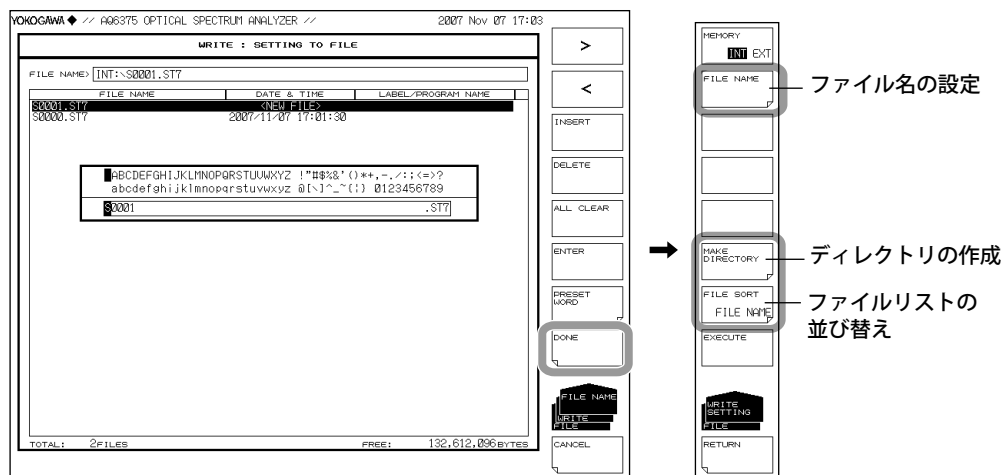 YOKOGAWA ◆ // AQ6375 OPTICAL SPECTRUM ANALYZER // 2007 Nov 07 17:03
WRITE : SETTING TO FILE
FILE NAME> INT:\S0001.ST7
FILE NAME DATE & TIME LABEL/PROGRAM NAME
S0001.ST7 <NEW FILE>
S0000.ST7 2007/11/07 17:01:30
ABCDEFGHIJKLMNOPQRSTUVWXYZ !"#$%&'()*+,-./:;<=>?
abcdefghijklmnopqrstuvwxyz @[\]^_~{:} 0123456789
S0001 .ST7
TOTAL: 2FILES FREE: 132,612,096BYTES
>
<
INSERT
DELETE
ALL CLEAR
ENTER
PRESET
WORD
DONE
FILE NAME
WRITE
FILE
CANCEL
➞
MEMORY
INT EXT
FILE NAME
MAKE
DIRECTORY
FILE SORT
FILE NAME
EXECUTE
WRITE
SETTING
FILE
RETURN
ファイル名の設定
ディレクトリの作成
ファイルリストの
並び替え